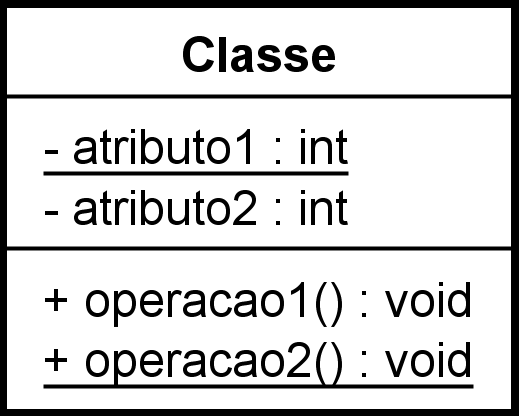 Classe
- atributo1 : int
- atributo2 : int
+ operacao1() : void
+ operacao2() : void